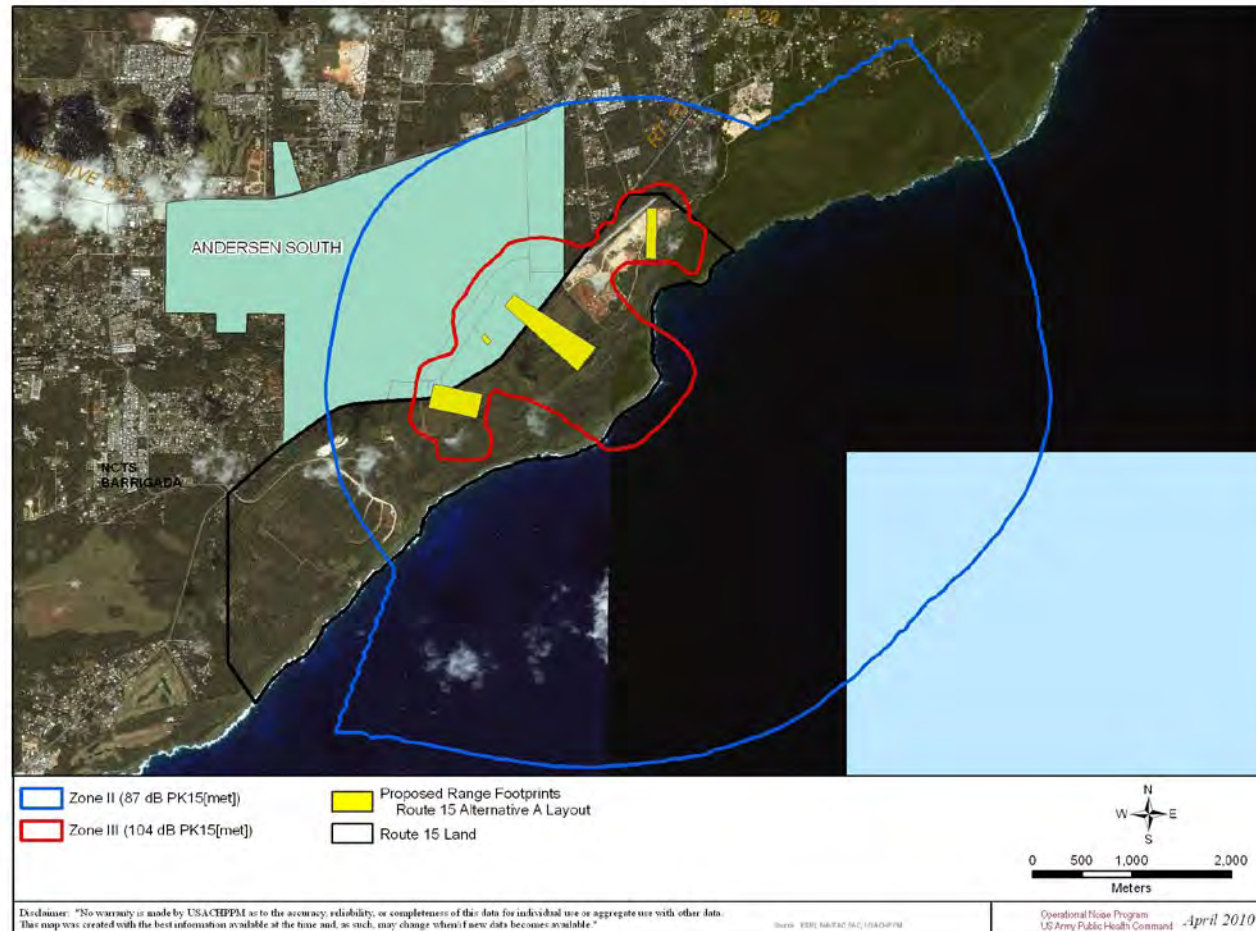 RT 29
RT 15
ANDERSEN SOUTH
NCTS
BARRIGADA
Zone II (87 dB PK15[met])
Zone III (104 dB PK15[met])
Proposed Range Footprints
Route 15 Alternative A Layout
Route 15 Land
N
W E
S
0 500 1,000 2,000
Meters
Disclaimer: "No warranty is made by USACHPPM as to the accuracy, reliability, or completeness of this data for individual use or aggregate use with other data.
This map was created with the best information available at the time and, as such, may change when/if new data becomes available."
Operational Noise Program
US Army Public Health Command
April 2010